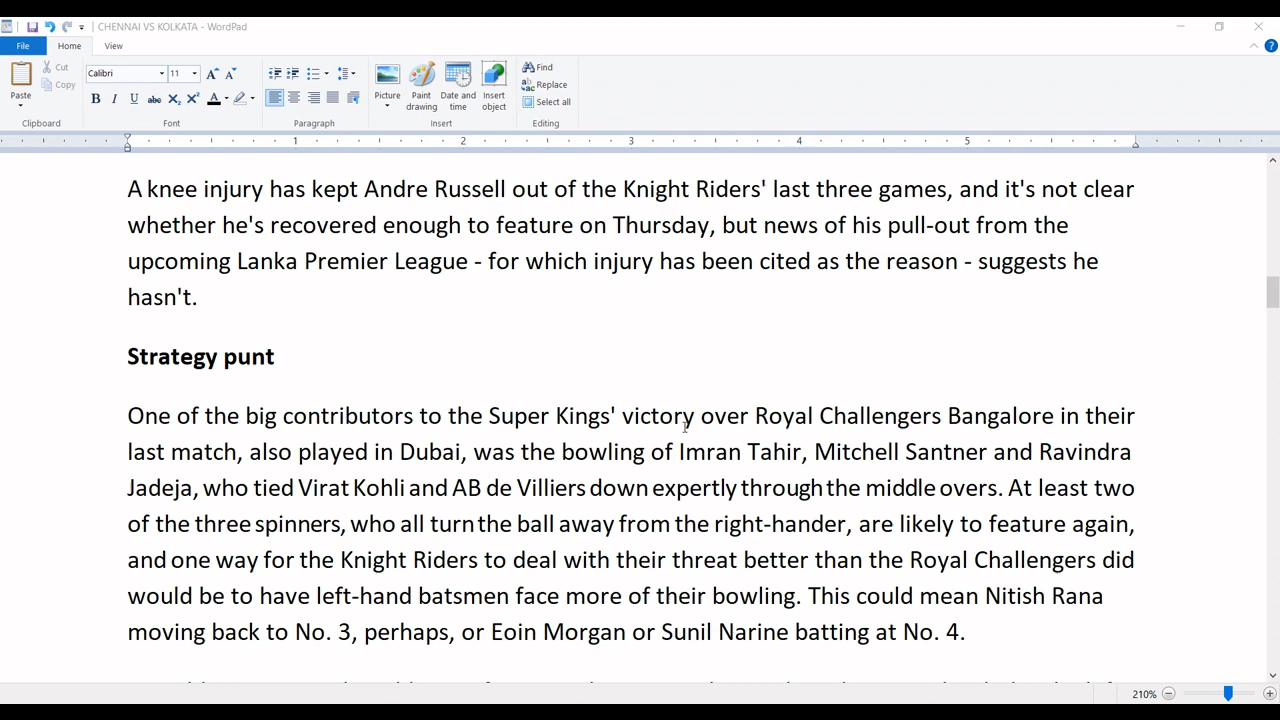 CHENNAI VS KOLKATA - WordPad
File Home View
Paste
Cut
Copy
Clipboard
Calibri 11
B I U abc X2 X2 A
Font
Paragraph
Picture
Paint drawing
Date and time
Insert object
Insert
Find
Replace
Select all
Editing
1 2 3 4 5
A knee injury has kept Andre Russell out of the Knight Riders' last three games, and it's not clear
whether he's recovered enough to feature on Thursday, but news of his pull-out from the
upcoming Lanka Premier League - for which injury has been cited as the reason - suggests he
hasn't.
Strategy punt
One of the big contributors to the Super Kings' victory over Royal Challengers Bangalore in their
last match, also played in Dubai, was the bowling of Imran Tahir, Mitchell Santner and Ravindra
Jadeja, who tied Virat Kohli and AB de Villiers down expertly through the middle overs. At least two
of the three spinners, who all turn the ball away from the right-hander, are likely to feature again,
and one way for the Knight Riders to deal with their threat better than the Royal Challengers did
would be to have left-hand batsmen face more of their bowling. This could mean Nitish Rana
moving back to No. 3, perhaps, or Eoin Morgan or Sunil Narine batting at No. 4.
210%